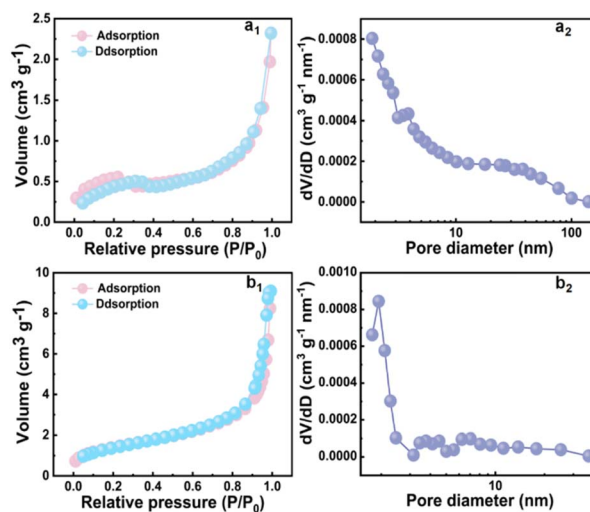 a1
Adsorption
Ddsorption
Volume (cm³ g⁻¹)
2.5
2.0
1.5
1.0
0.5
0.0
0.0 0.2 0.4 0.6 0.8 1.0
Relative pressure (P/P₀)
a2
dV/dD (cm³ g⁻¹ nm⁻¹)
0.0008
0.0006
0.0004
0.0002
0.0000
10 100
Pore diameter (nm)
b1
Adsorption
Ddsorption
Volume (cm³ g⁻¹)
10
8
6
4
2
0
0.0 0.2 0.4 0.6 0.8 1.0
Relative pressure (P/P₀)
b2
dV/dD (cm³ g⁻¹ nm⁻¹)
0.0010
0.0008
0.0006
0.0004
0.0002
0.0000
10
Pore diameter (nm)